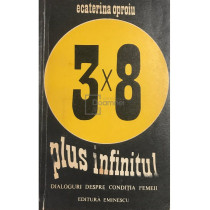 ecaterina oproiu
3x8
plus infinitul
DIALOGURI DESPRE CONDIȚIA FEMEII
EDITURA EMINESCU